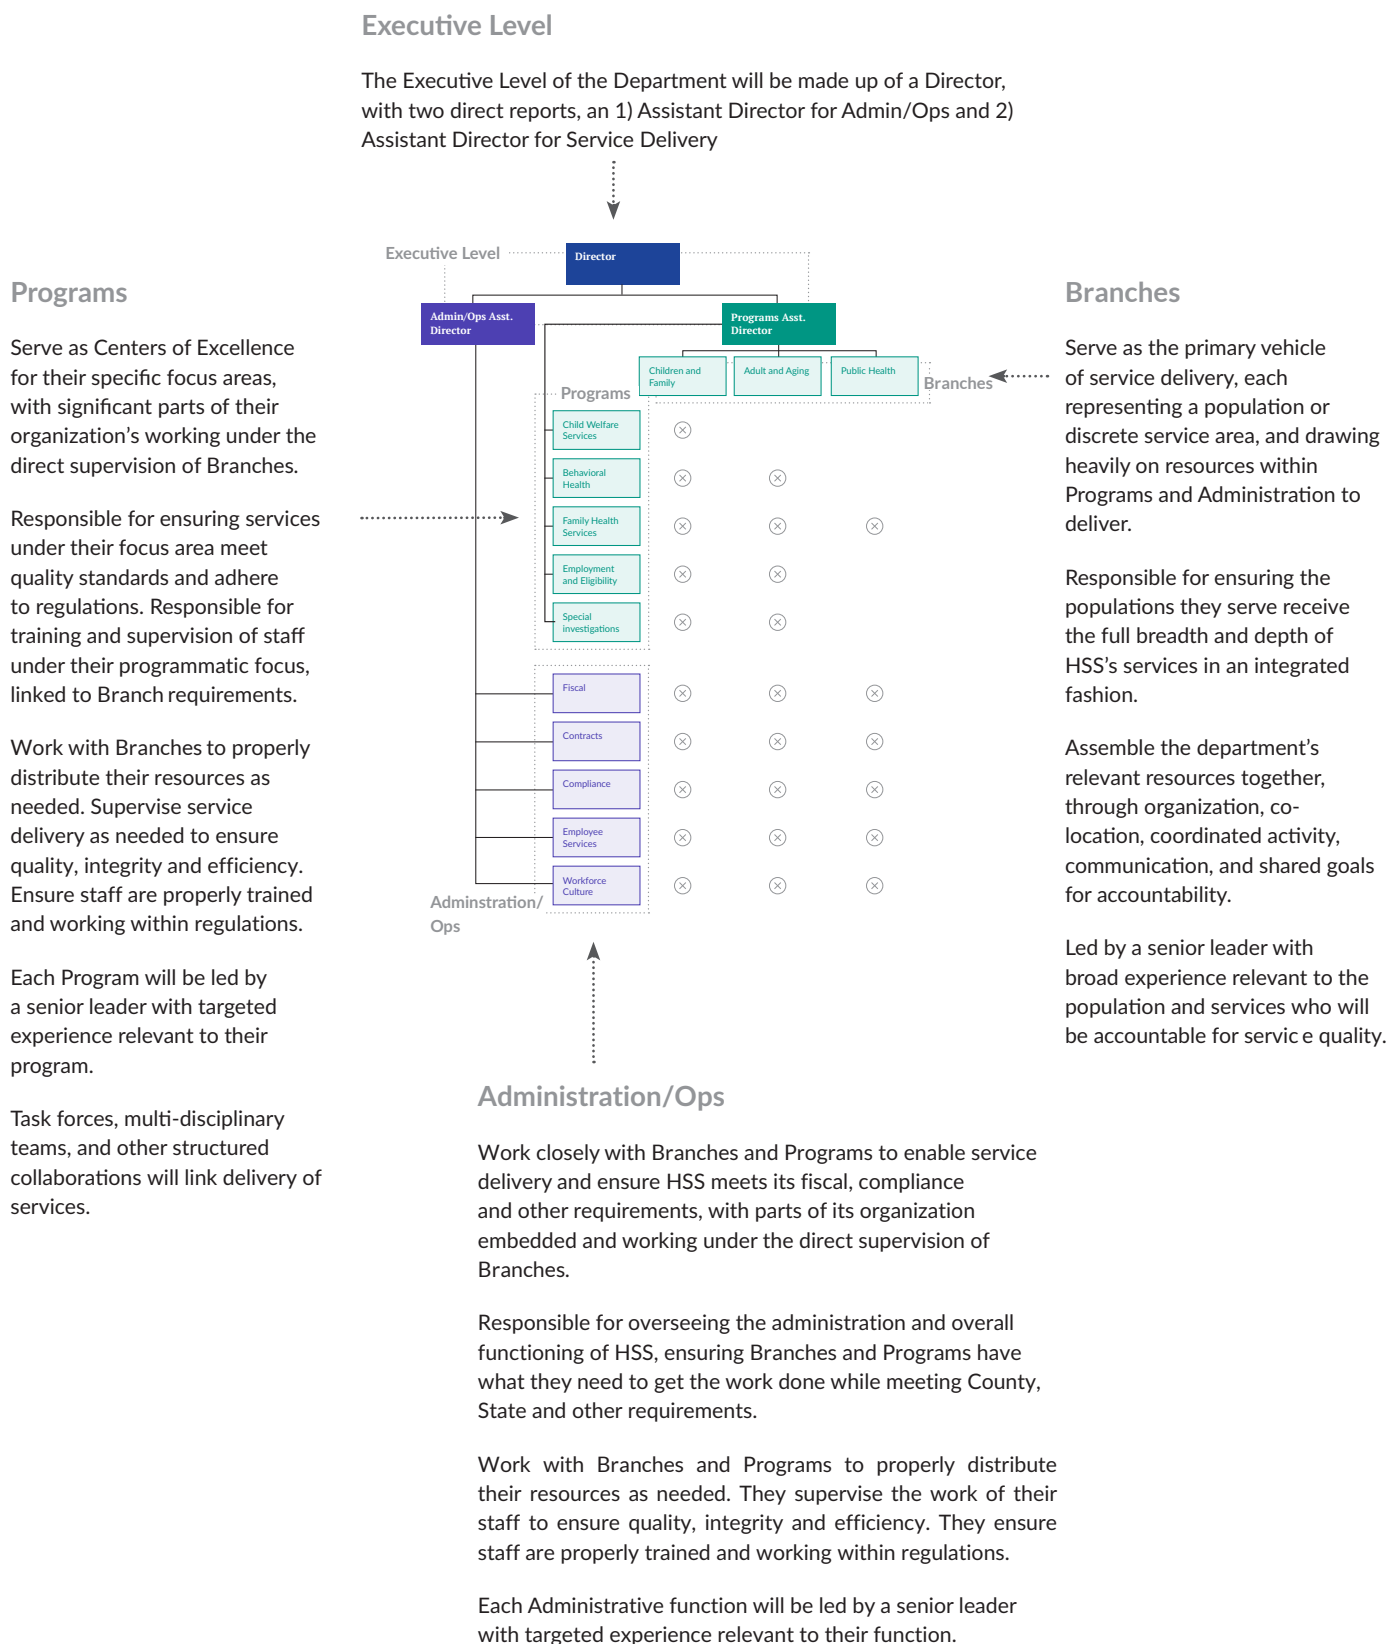 Executive Level
The Executive Level of the Department will be made up of a Director,
with two direct reports, an 1) Assistant Director for Admin/Ops and 2)
Assistant Director for Service Delivery
Programs
Serve as Centers of Excellence
for their specific focus areas,
with significant parts of their
organization's working under the
direct supervision of Branches.
Responsible for ensuring services
under their focus area meet
quality standards and adhere
to regulations. Responsible for
training and supervision of staff
under their programmatic focus,
linked to Branch requirements.
Work with Branches to properly
distribute their resources as
needed. Supervise service
delivery as needed to ensure
quality, integrity and efficiency.
Ensure staff are properly trained
and working within regulations.
Each Program will be led by
a senior leader with targeted
experience relevant to their
program.
Task forces, multi-disciplinary
teams, and other structured
collaborations will link delivery of
services.
Executive Level
Director
Admin/Ops Asst.
Director
Programs Asst.
Director
Children and
Family
Adult and Aging
Public Health
Branches
Programs
Child Welfare
Services
Behavioral
Health
Family Health
Services
Employment
and Eligibility
Special
investigations
Fiscal
Contracts
Compliance
Employee
Services
Workforce
Culture
Adminstration/
Ops
Branches
Serve as the primary vehicle
of service delivery, each
representing a population or
discrete service area, and drawing
heavily on resources within
Programs and Administration to
deliver.
Responsible for ensuring the
populations they serve receive
the full breadth and depth of
HSS's services in an integrated
fashion.
Assemble the department's
relevant resources together,
through organization, co-
location, coordinated activity,
communication, and shared goals
for accountability.
Led by a senior leader with
broad experience relevant to the
population and services who will
be accountable for servic e quality.
Administration/Ops
Work closely with Branches and Programs to enable service
delivery and ensure HSS meets its fiscal, compliance
and other requirements, with parts of its organization
embedded and working under the direct supervision of
Branches.
Responsible for overseeing the administration and overall
functioning of HSS, ensuring Branches and Programs have
what they need to get the work done while meeting County,
State and other requirements.
Work with Branches and Programs to properly distribute
their resources as needed. They supervise the work of their
staff to ensure quality, integrity and efficiency. They ensure
staff are properly trained and working within regulations.
Each Administrative function will be led by a senior leader
with targeted experience relevant to their function.